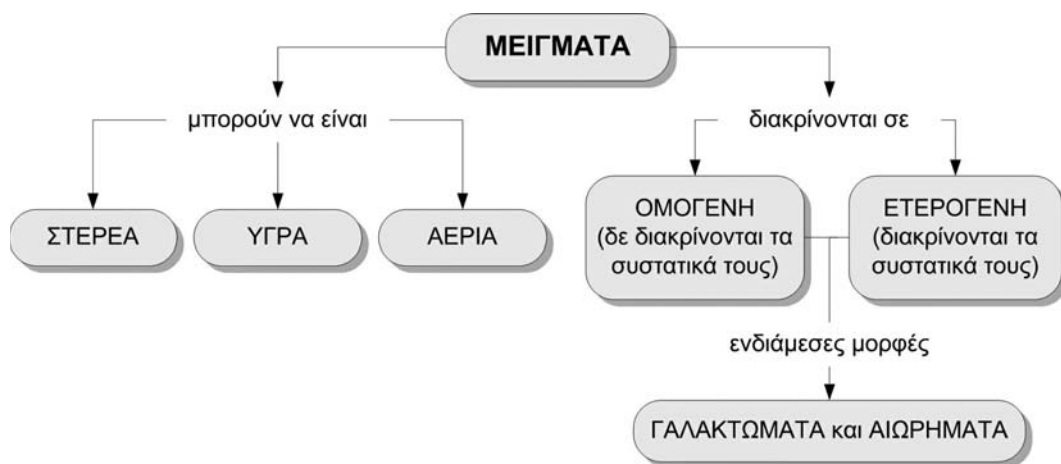 ΜΕΙΓΜΑΤΑ
μπορούν να είναι
διακρίνονται σε
ΣΤΕΡΕΑ
ΥΓΡΑ
ΑΕΡΙΑ
ΟΜΟΓΕΝΗ
(δε διακρίνονται τα
συστατικά τους)
ΕΤΕΡΟΓΕΝΗ
(διακρίνονται τα
συστατικά τους)
ενδιάμεσες μορφές
ΓΑΛΑΚΤΩΜΑΤΑ και ΑΙΩΡΗΜΑΤΑ